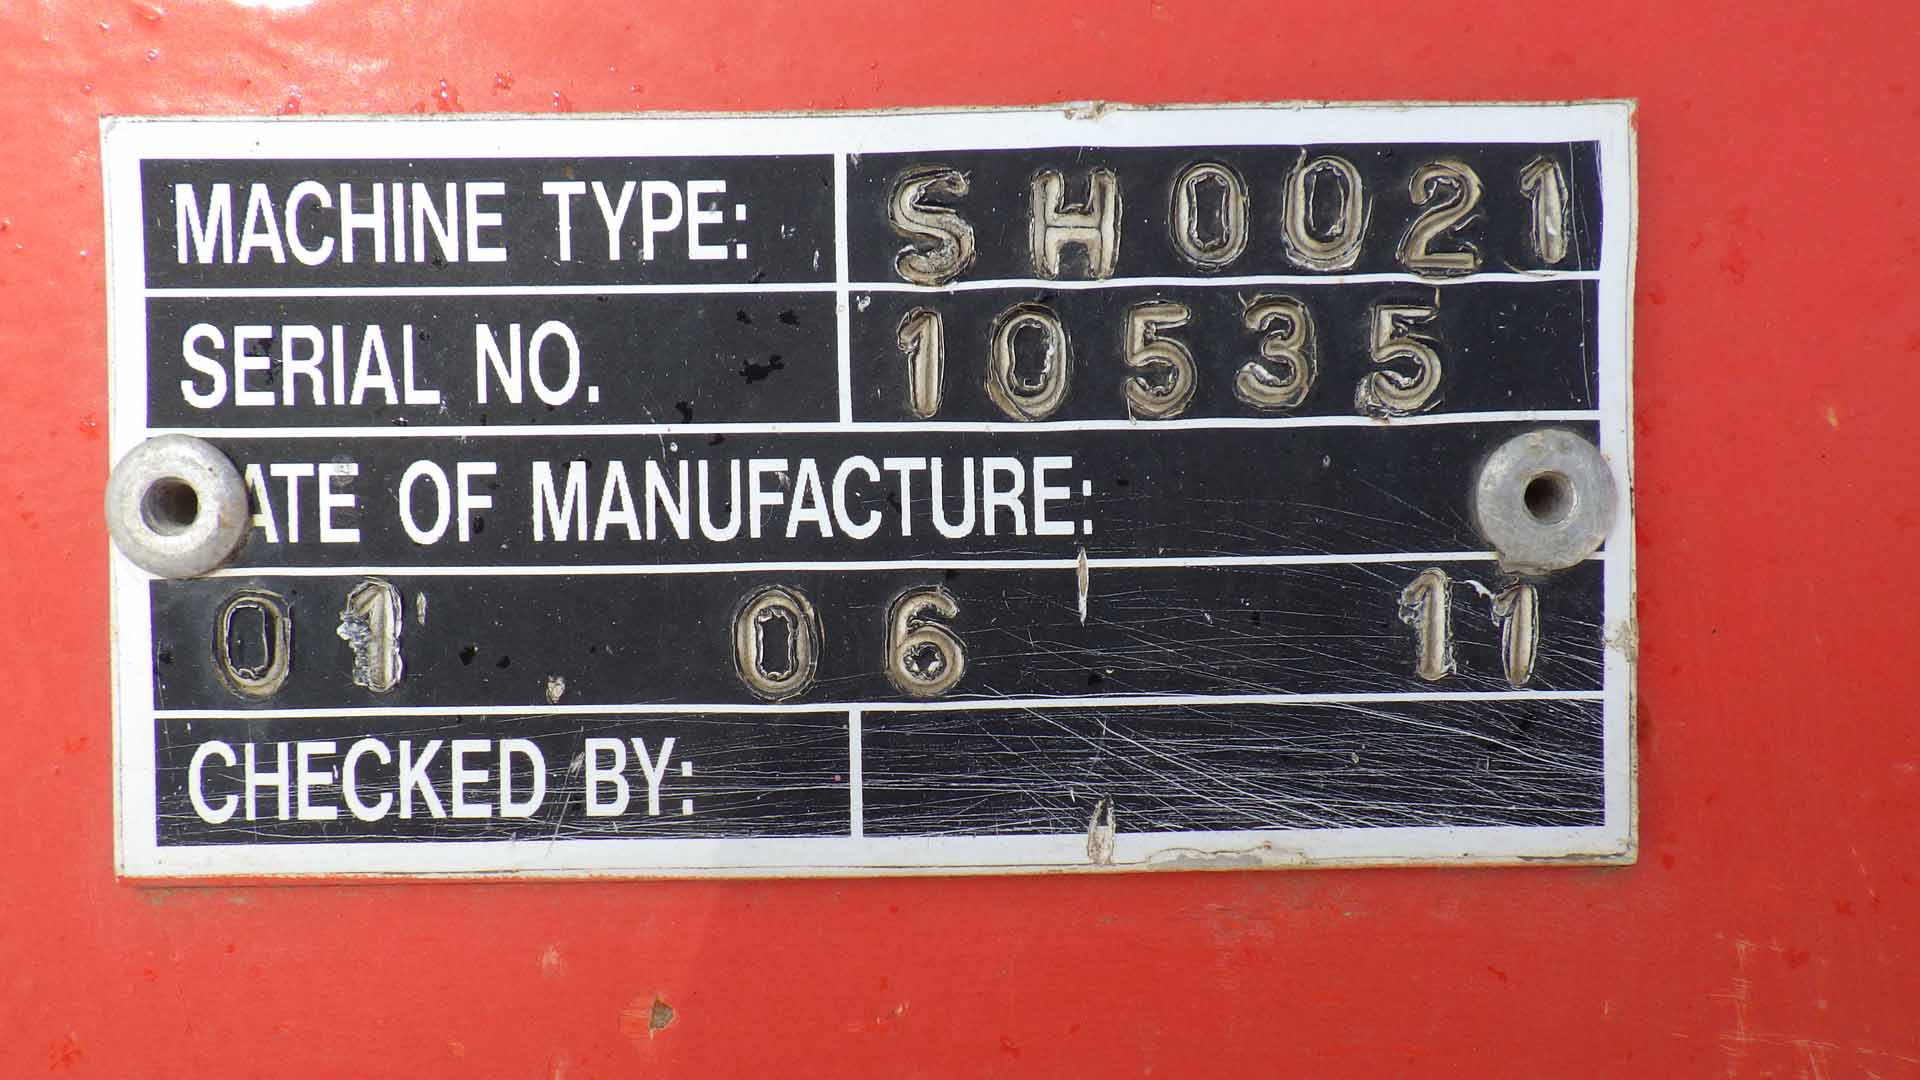 MACHINE TYPE: SH0021
SERIAL NO. 10535
ATE OF MANUFACTURE:
01 . 06 11
CHECKED BY: